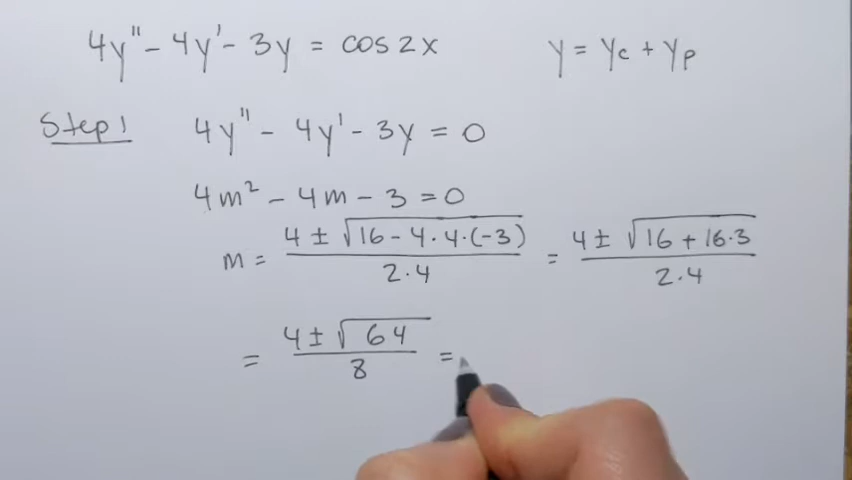 4y'' - 4y' - 3y = cos 2x y = yc + yp
Step 1 4y'' - 4y' - 3y = 0
4m² - 4m - 3 = 0
m = (4 ± √(16 - 4·4·(-3))) / (2·4) = (4 ± √(16 + 16·3)) / (2·4)
= (4 ± √64) / 8 =